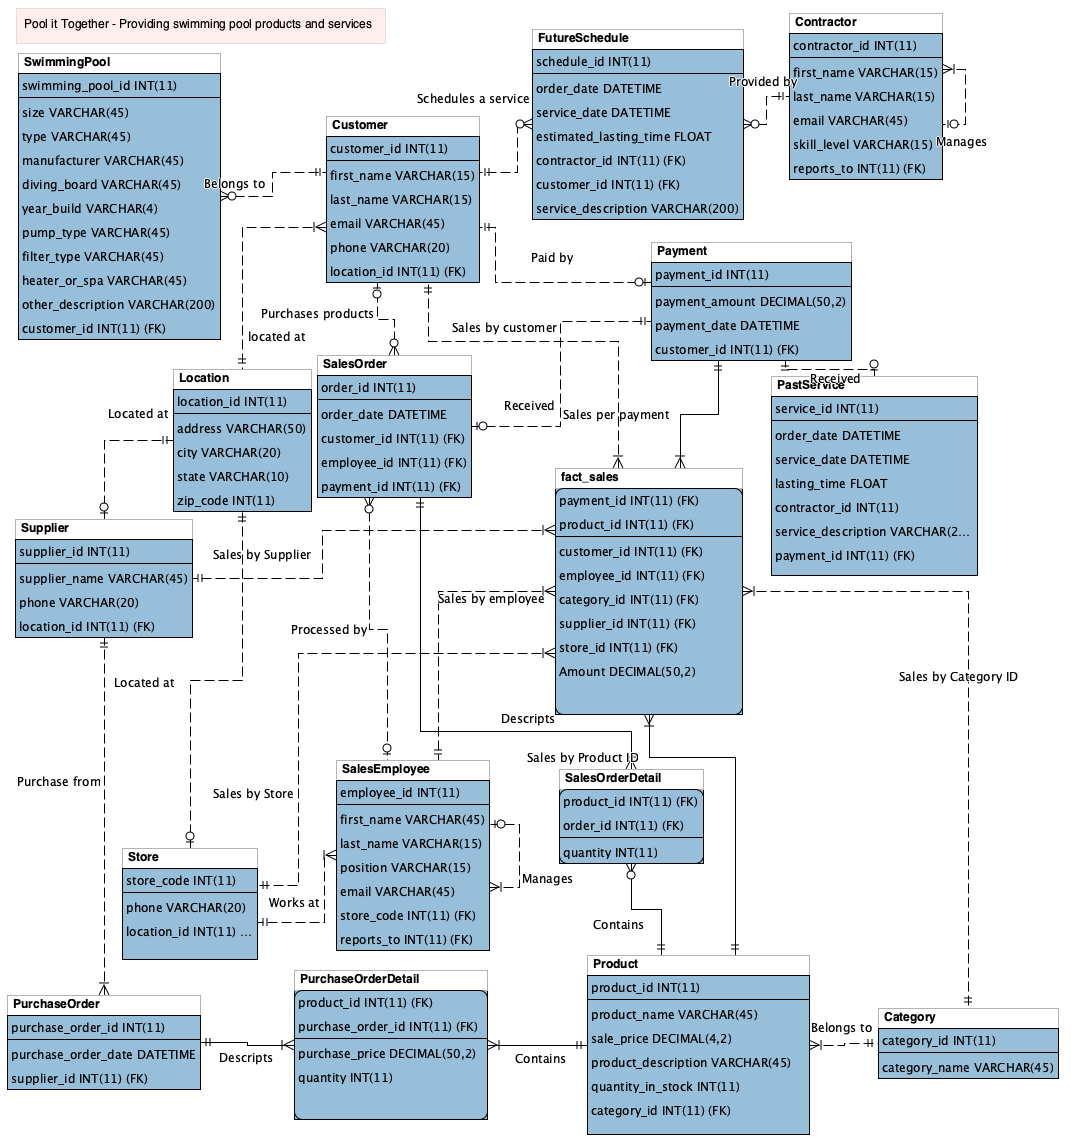 Pool it Together - Providing swimming pool products and services
SwimmingPool
swimming_pool_id INT(11)
size VARCHAR(45)
type VARCHAR(45)
manufacturer VARCHAR(45)
diving_board VARCHAR(45)
year_build VARCHAR(4)
pump_type VARCHAR(45)
filter_type VARCHAR(45)
heater_or_spa VARCHAR(45)
other_description VARCHAR(200)
customer_id INT(11) (FK)
Belongs to
Customer
customer_id INT(11)
first_name VARCHAR(15)
last_name VARCHAR(15)
email VARCHAR(45)
phone VARCHAR(20)
location_id INT(11) (FK)
Schedules a service
FutureSchedule
schedule_id INT(11)
order_date DATETIME
service_date DATETIME
estimated_lasting_time FLOAT
contractor_id INT(11) (FK)
customer_id INT(11) (FK)
service_description VARCHAR(200)
Provided by
Contractor
contractor_id INT(11)
first_name VARCHAR(15)
last_name VARCHAR(15)
email VARCHAR(45)
skill_level VARCHAR(15)
reports_to INT(11) (FK)
Manages
Paid by
Payment
payment_id INT(11)
payment_amount DECIMAL(50,2)
payment_date DATETIME
customer_id INT(11) (FK)
Purchases products
Sales by customer
located at
Received
PastService
service_id INT(11)
order_date DATETIME
service_date DATETIME
lasting_time FLOAT
contractor_id INT(11)
service_description VARCHAR(2...
payment_id INT(11) (FK)
Location
location_id INT(11)
address VARCHAR(50)
city VARCHAR(20)
state VARCHAR(10)
zip_code INT(11)
Located at
SalesOrder
order_id INT(11)
order_date DATETIME
customer_id INT(11) (FK)
employee_id INT(11) (FK)
payment_id INT(11) (FK)
Received
Sales per payment
fact_sales
payment_id INT(11) (FK)
product_id INT(11) (FK)
customer_id INT(11) (FK)
employee_id INT(11) (FK)
category_id INT(11) (FK)
supplier_id INT(11) (FK)
store_id INT(11) (FK)
Amount DECIMAL(50,2)
Supplier
supplier_id INT(11)
supplier_name VARCHAR(45)
phone VARCHAR(20)
location_id INT(11) (FK)
Sales by Supplier
Sales by employee
Processed by
Located at
Sales by Category ID
Descripts
Sales by Product ID
Purchase from
Sales by Store
SalesEmployee
employee_id INT(11)
first_name VARCHAR(45)
last_name VARCHAR(15)
position VARCHAR(15)
email VARCHAR(45)
store_code INT(11) (FK)
reports_to INT(11) (FK)
Manages
SalesOrderDetail
product_id INT(11) (FK)
order_id INT(11) (FK)
quantity INT(11)
Store
store_code INT(11)
phone VARCHAR(20)
location_id INT(11) ...
Works at
Contains
PurchaseOrder
purchase_order_id INT(11)
purchase_order_date DATETIME
supplier_id INT(11) (FK)
Descripts
PurchaseOrderDetail
product_id INT(11) (FK)
purchase_order_id INT(11) (FK)
purchase_price DECIMAL(50,2)
quantity INT(11)
Contains
Product
product_id INT(11)
product_name VARCHAR(45)
sale_price DECIMAL(4,2)
product_description VARCHAR(45)
quantity_in_stock INT(11)
category_id INT(11) (FK)
Belongs to
Category
category_id INT(11)
category_name VARCHAR(45)